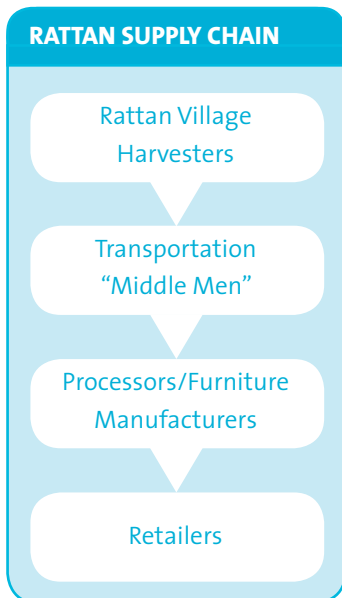 RATTAN SUPPLY CHAIN
Rattan Village
Harvesters
Transportation
“Middle Men”
Processors/Furniture
Manufacturers
Retailers